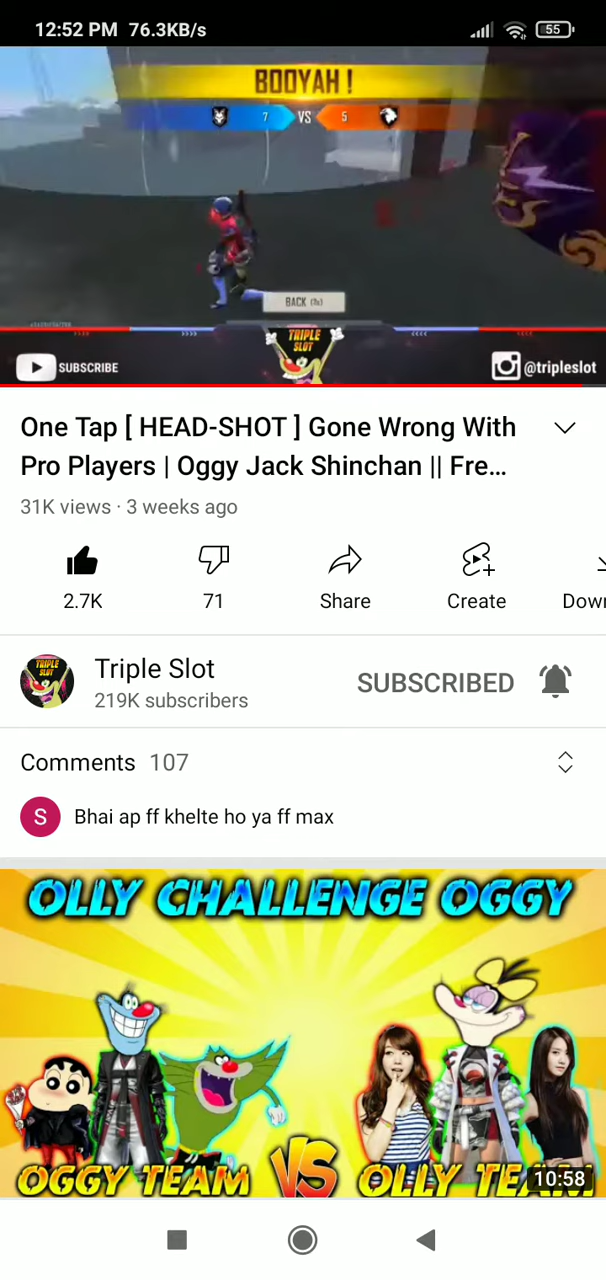 12:52 PM 76.3KB/s
55
BOOYAH !
7 VS 5
BACK (7s)
TRIPLE
SLOT
SUBSCRIBE
@tripleslot
One Tap [ HEAD-SHOT ] Gone Wrong With
Pro Players | Oggy Jack Shinchan || Fre...
31K views · 3 weeks ago
2.7K
71
Share
Create
Dow
TRIPLE
SLOT
Triple Slot
219K subscribers
SUBSCRIBED
Comments 107
S
Bhai ap ff khelte ho ya ff max
OLLY CHALLENGE OGGY
OGGY TEAM VS OLLY TEAM
10:58